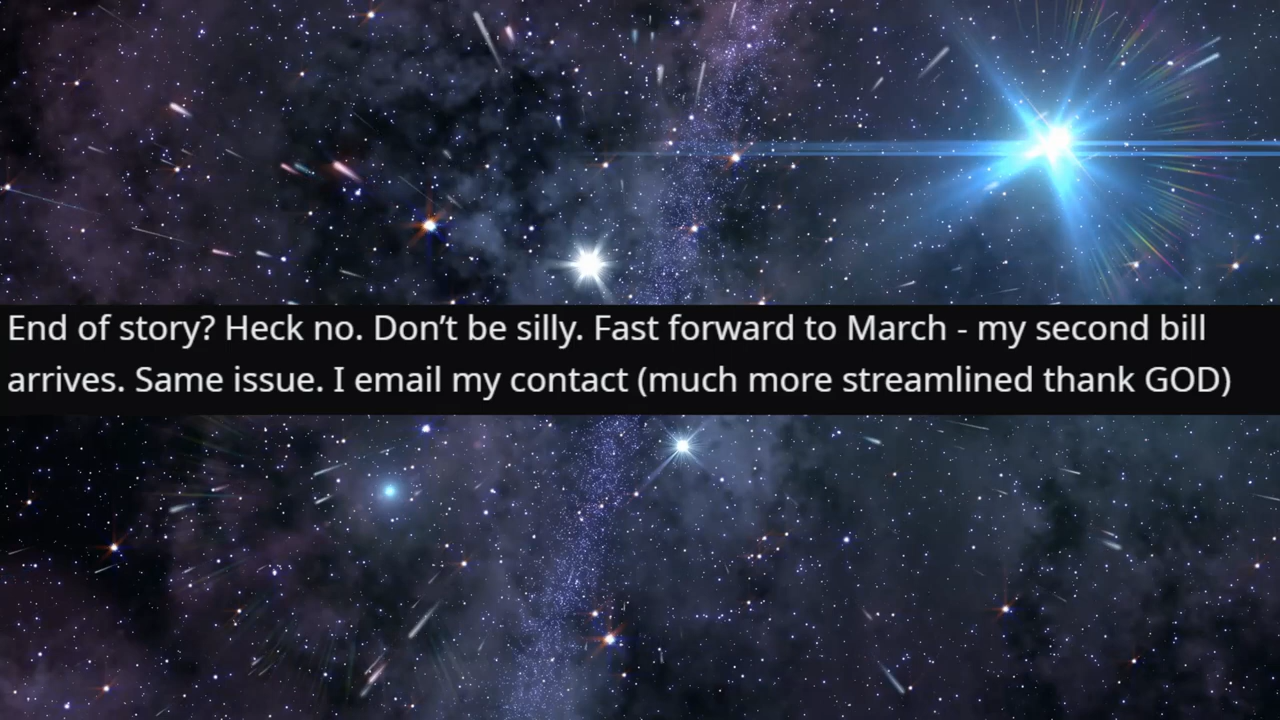 End of story? Heck no. Don’t be silly. Fast forward to March - my second bill
arrives. Same issue. I email my contact (much more streamlined thank GOD)